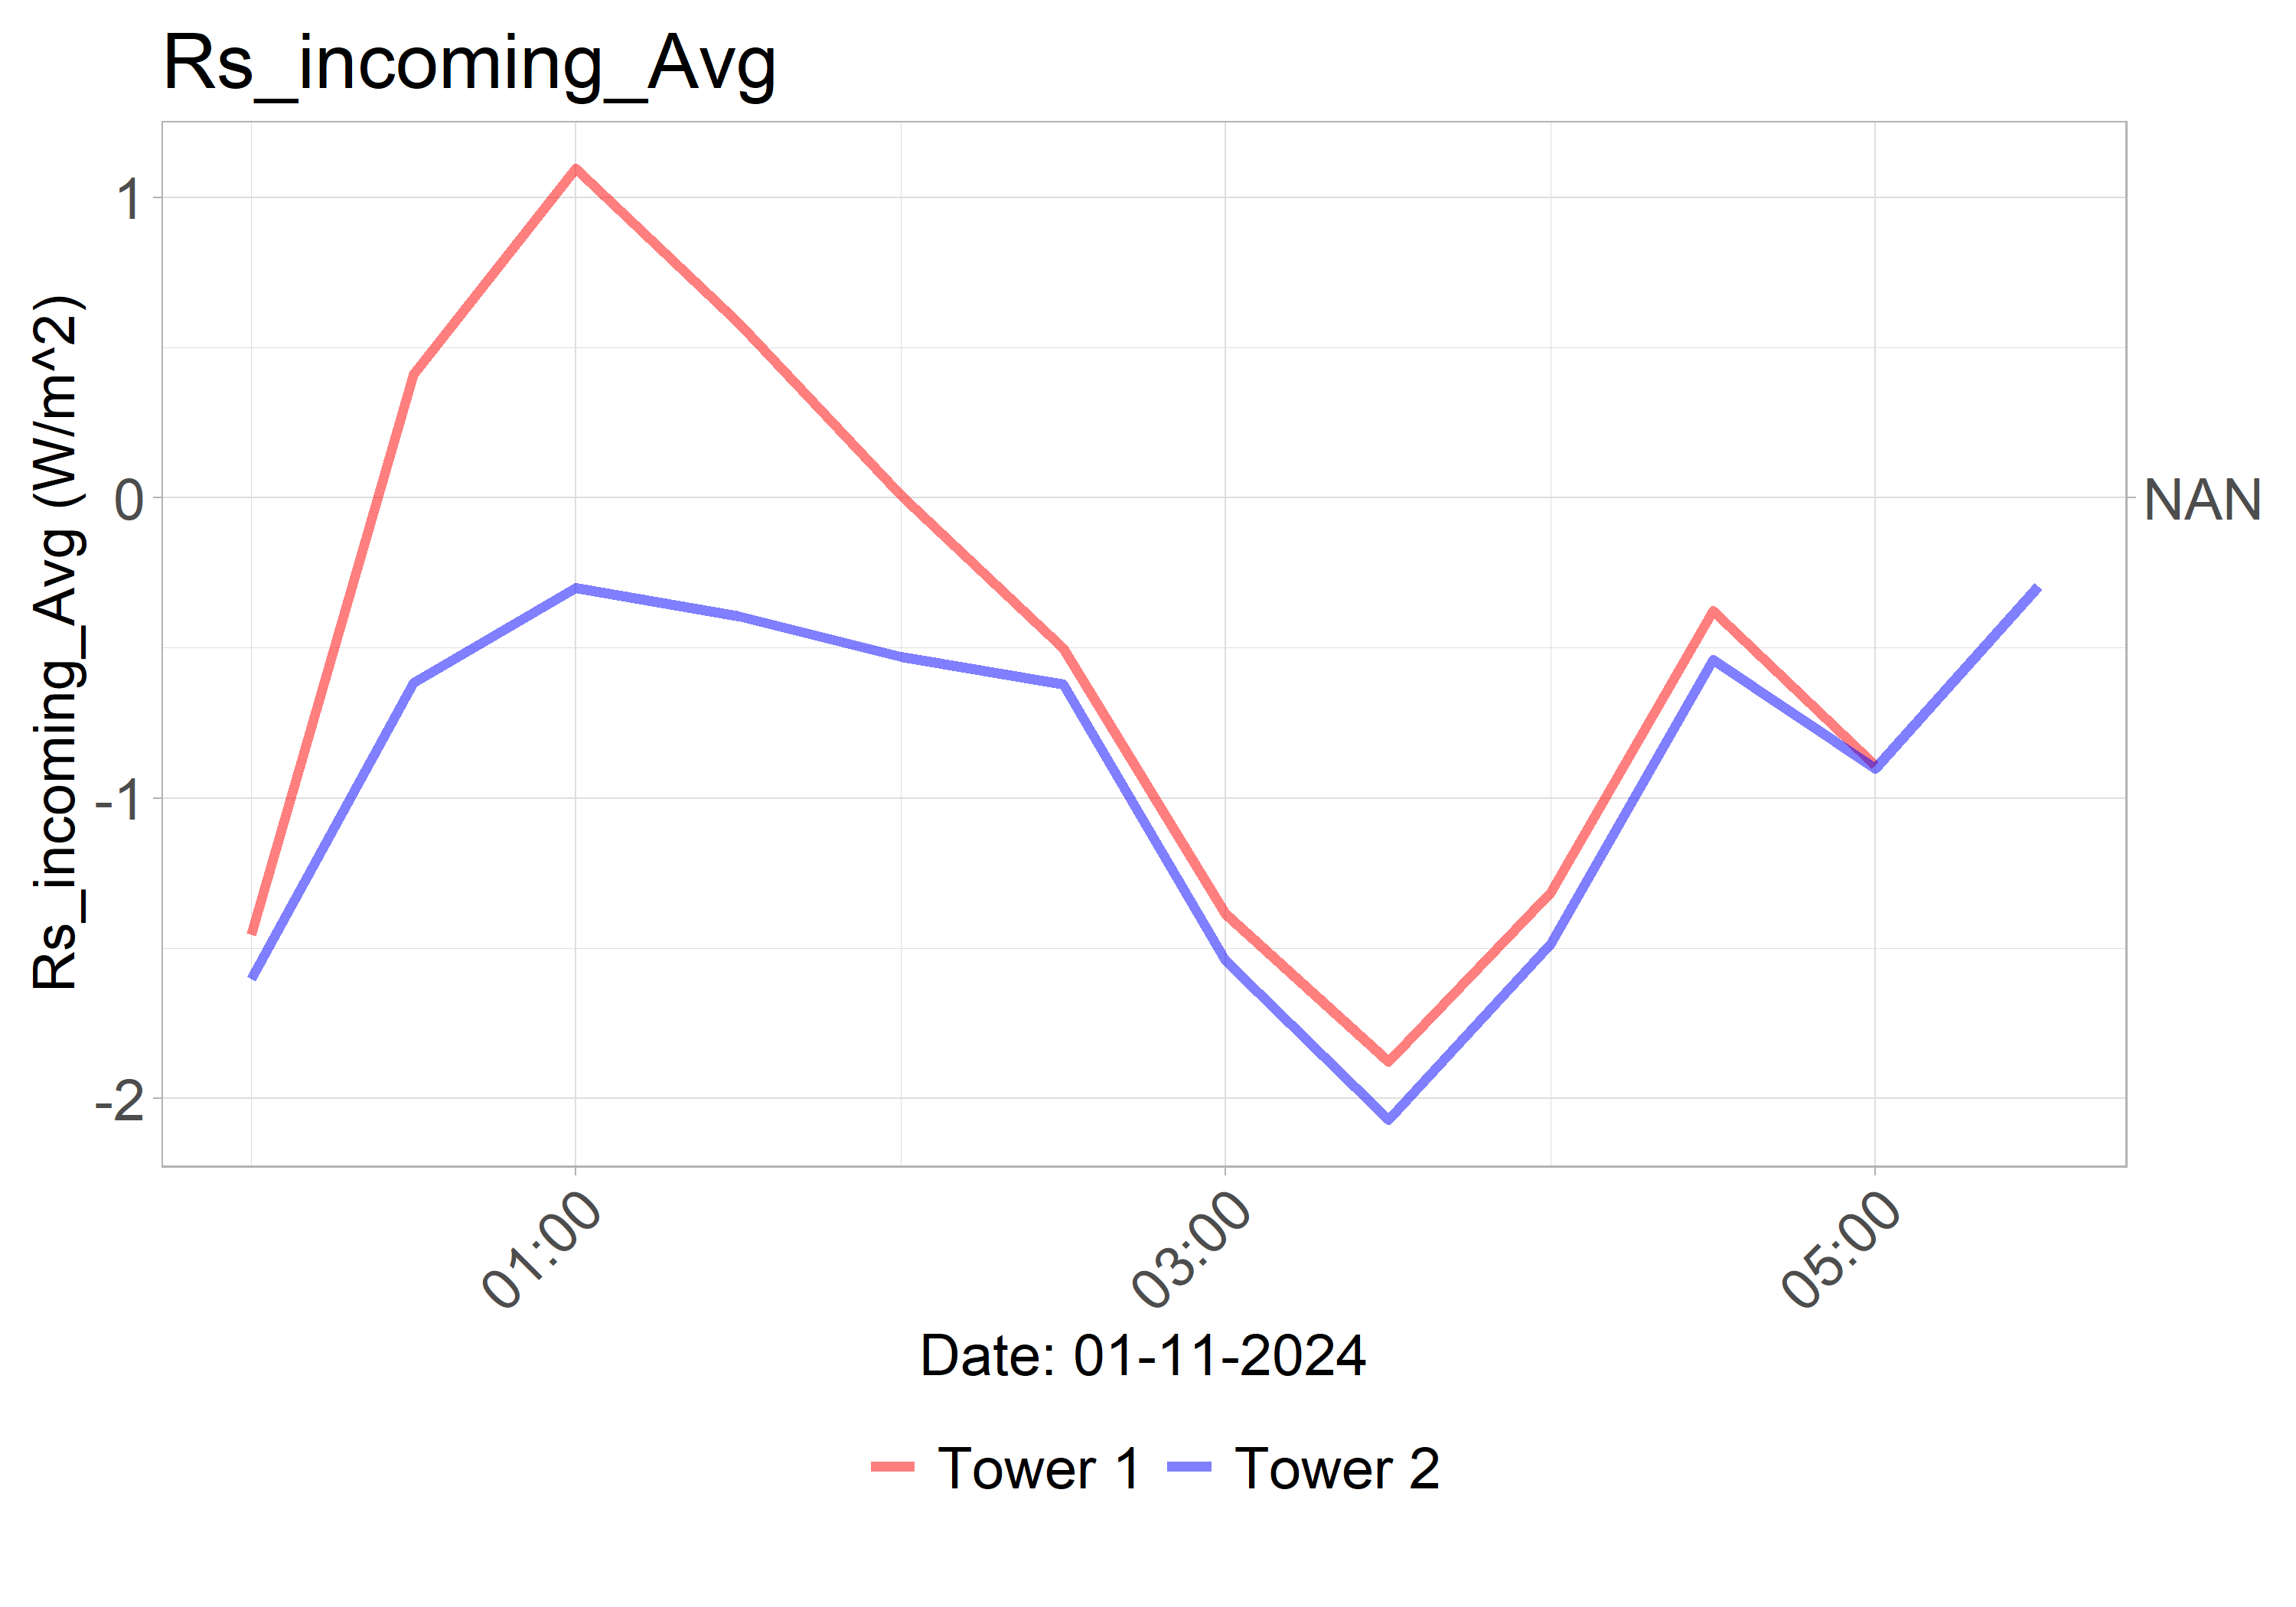 Rs_incoming_Avg
Rs_incoming_Avg (W/m^2)
1
0
-1
-2
NAN
01:00
03:00
05:00
Date: 01-11-2024
Tower 1
Tower 2